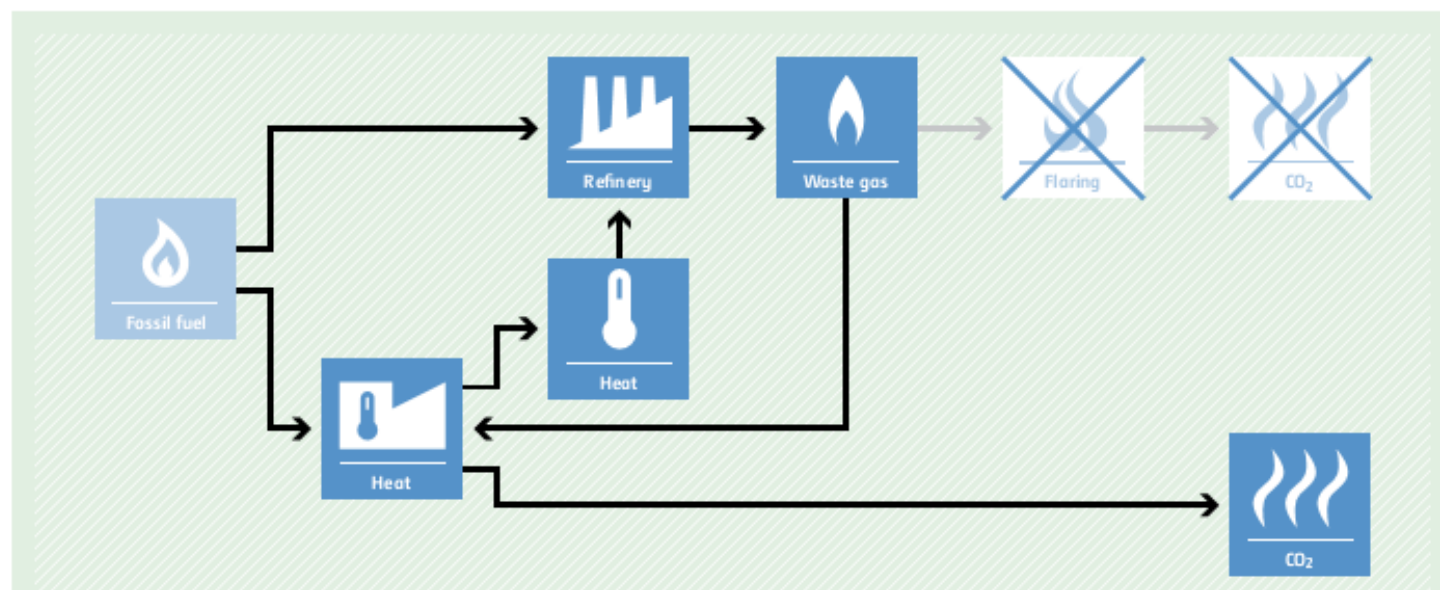 Refinery
Waste gas
Flaring
CO₂
Fossil fuel
Heat
Heat
CO₂